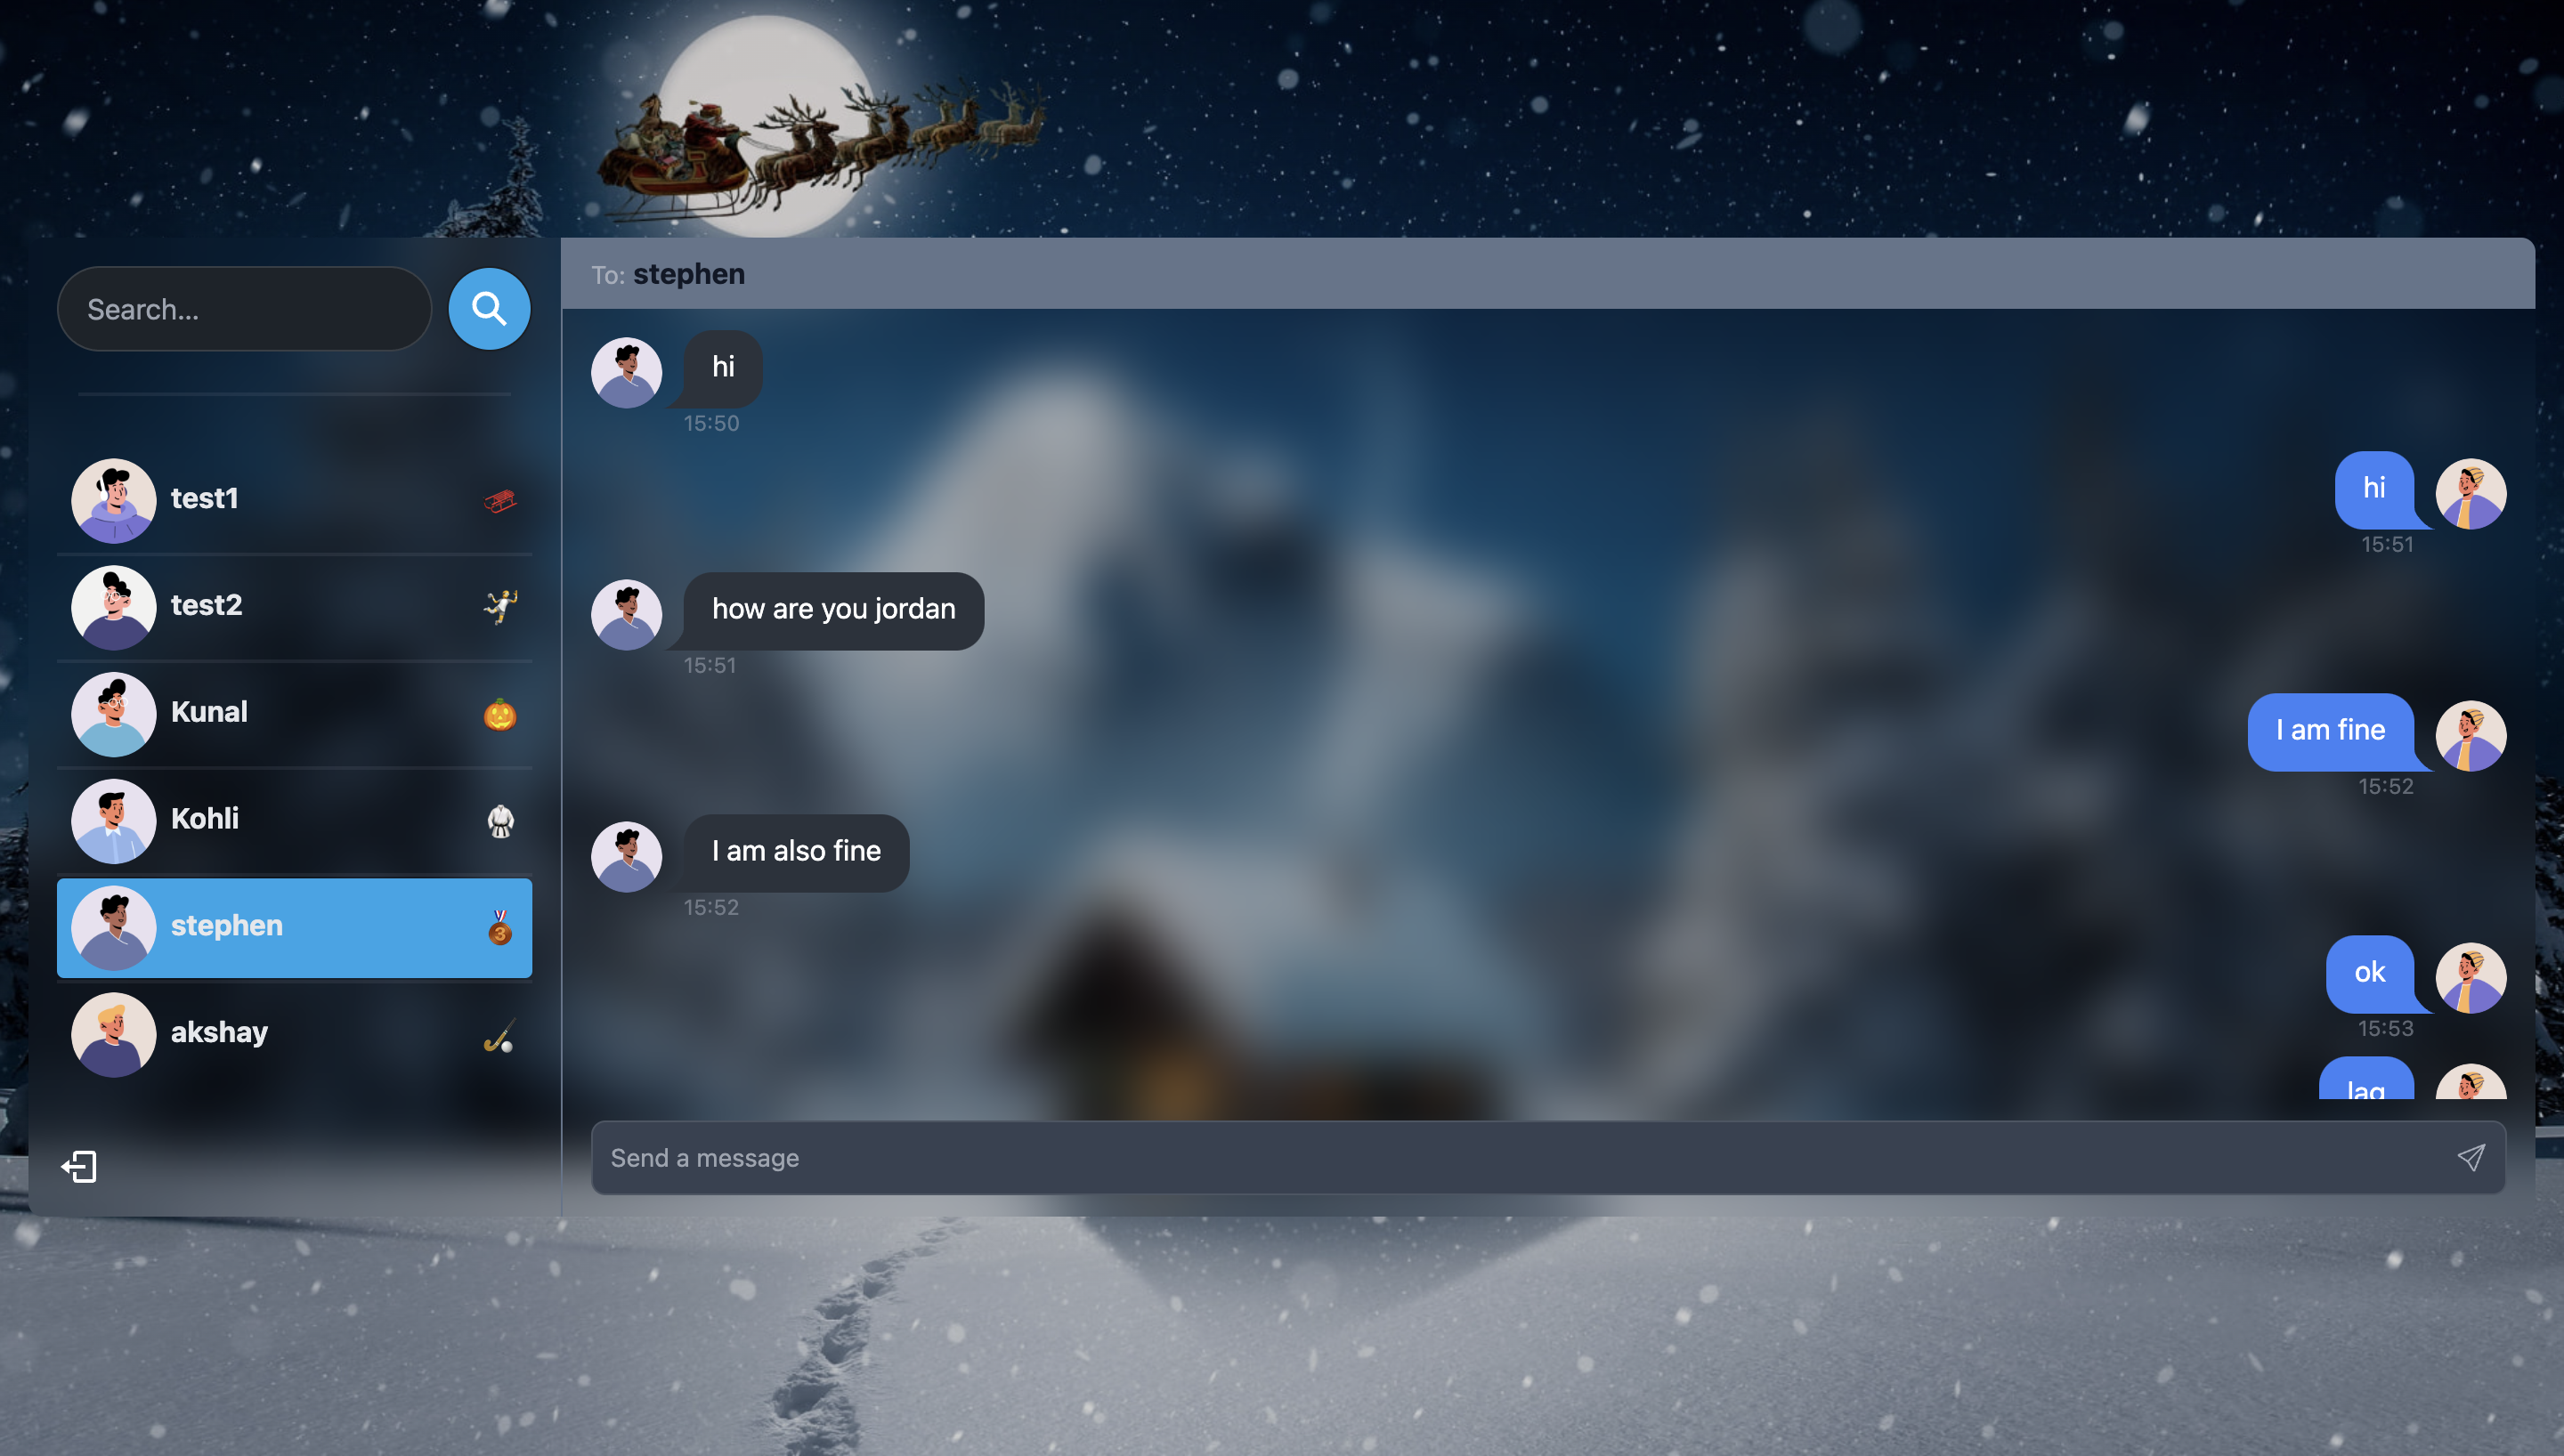 Search...
test1
test2
Kunal
Kohli
stephen
3
akshay
To: stephen
hi
15:50
hi
15:51
how are you jordan
15:51
I am fine
15:52
I am also fine
15:52
ok
15:53
Send a message